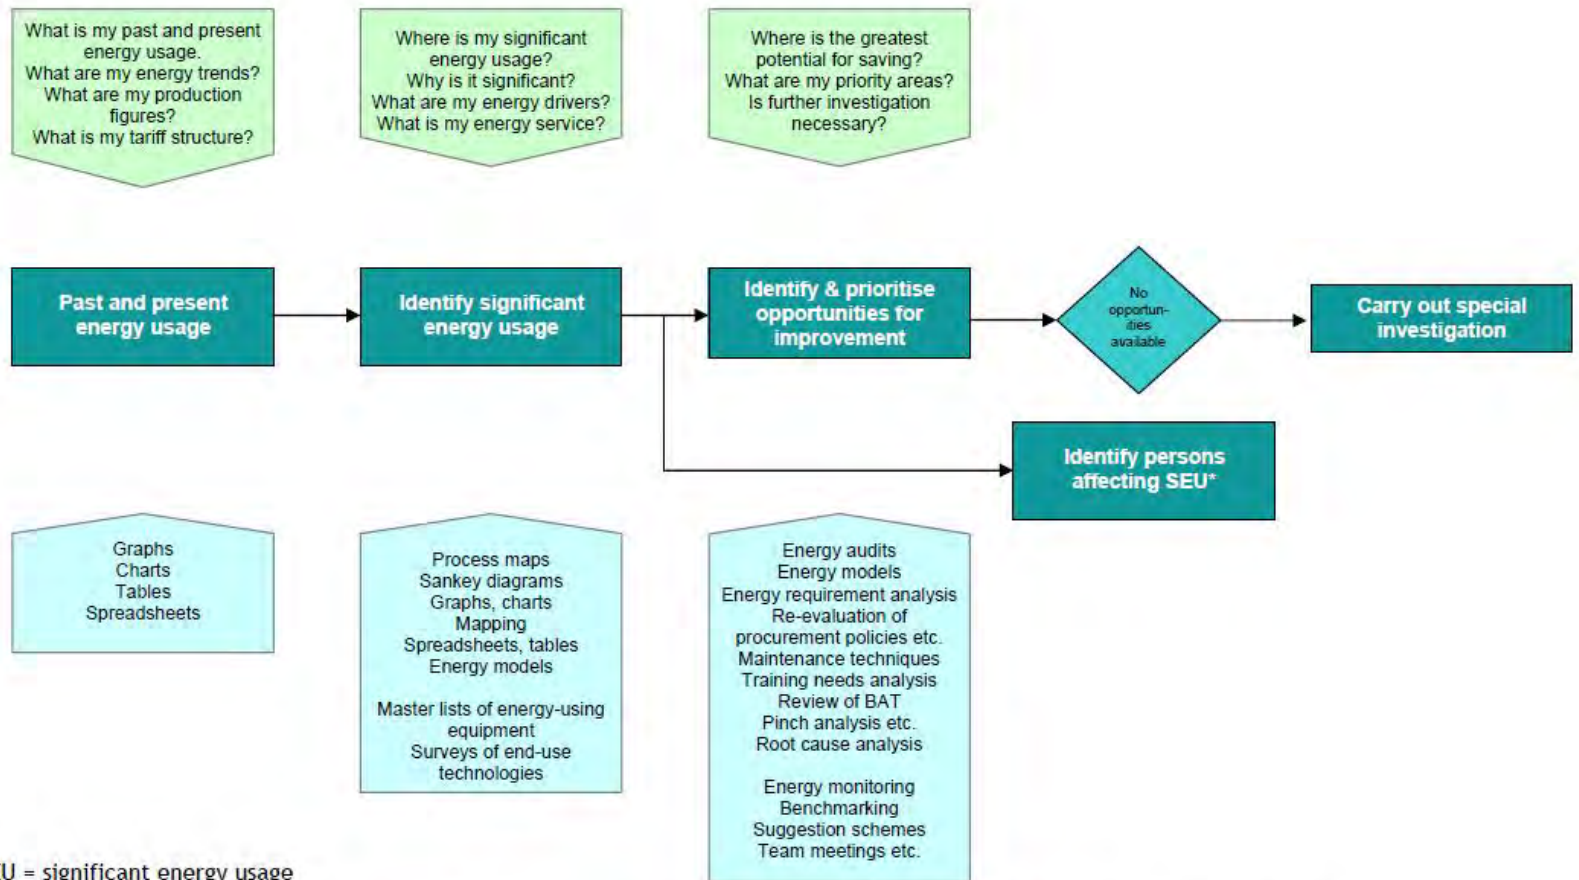 What is my past and present
energy usage.
What are my energy trends?
What are my production
figures?
What is my tariff structure?
Where is my significant
energy usage?
Why is it significant?
What are my energy drivers?
What is my energy service?
Where is the greatest
potential for saving?
What are my priority areas?
Is further investigation
necessary?
Past and present
energy usage
Identify significant
energy usage
Identify & prioritise
opportunities for
improvement
No
opportun-
ities
available
Carry out special
investigation
Identify persons
affecting SEU*
Graphs
Charts
Tables
Spreadsheets
Process maps
Sankey diagrams
Graphs, charts
Mapping
Spreadsheets, tables
Energy models
Master lists of energy-using
equipment
Surveys of end-use
technologies
Energy audits
Energy models
Energy requirement analysis
Re-evaluation of
procurement policies etc.
Maintenance techniques
Training needs analysis
Review of BAT
Pinch analysis etc.
Root cause analysis
Energy monitoring
Benchmarking
Suggestion schemes
Team meetings etc.
= significant energy usage